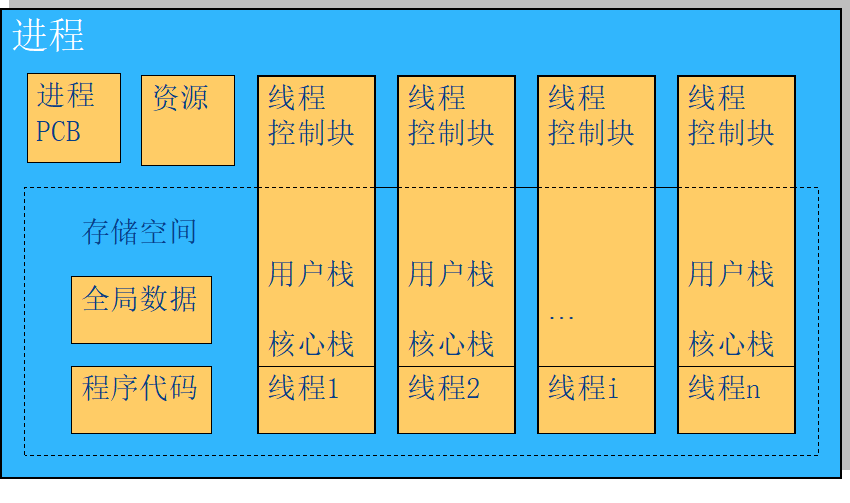 进程
进程
PCB
资源
线程
控制块
线程
控制块
线程
控制块
线程
控制块
存储空间
全局数据
程序代码
用户栈
核心栈
线程1
用户栈
核心栈
线程2
...
线程i
用户栈
核心栈
线程n